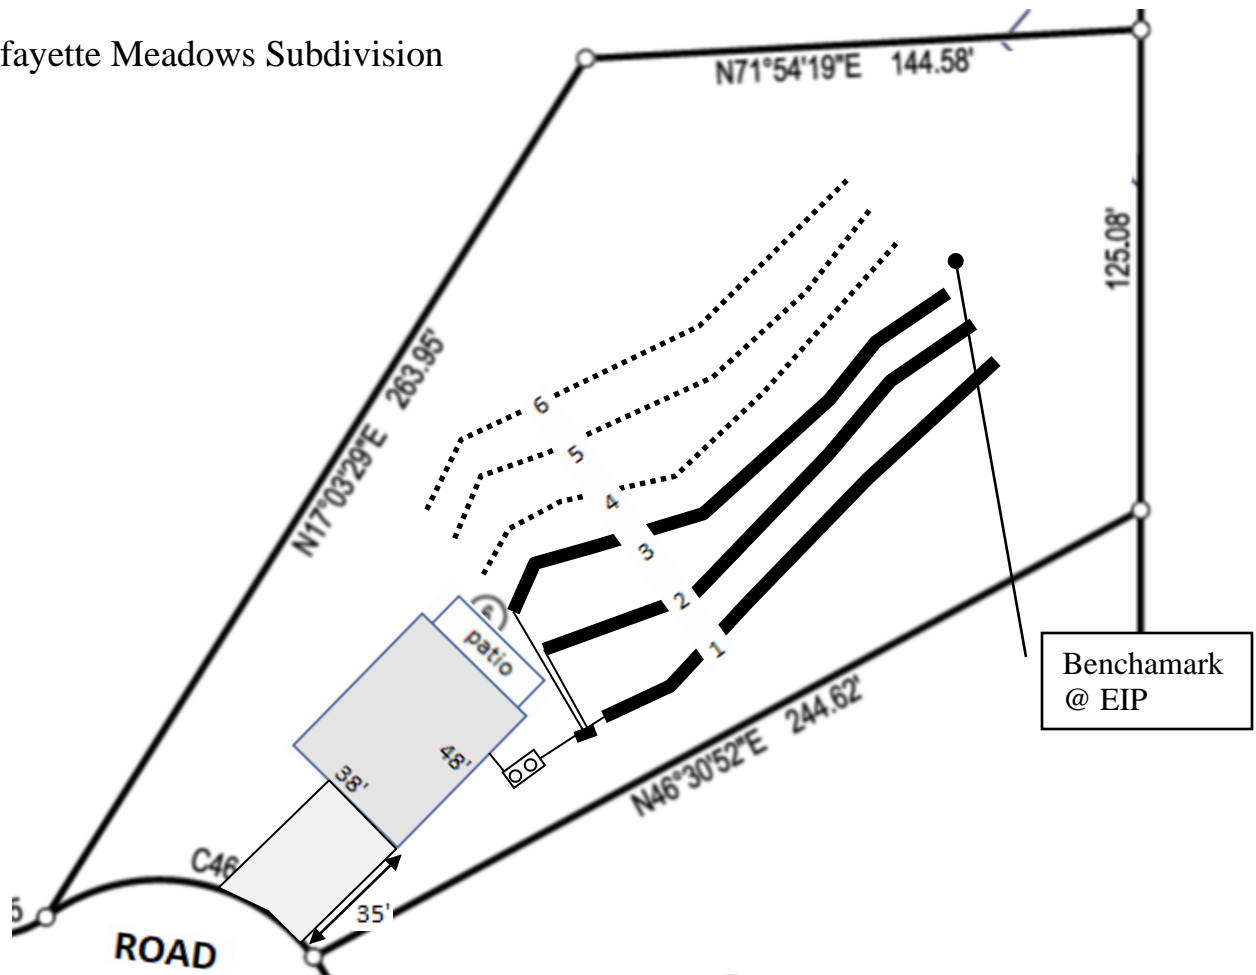 fayette Meadows Subdivision
N71°54'19"E 144.58'
125.08'
N17°03'29"E 263.95'
6
5
4
3
2
1
patio
48'
38'
Benchamark
@ EIP
N46°30'52"E 244.62'
C46
35'
5
ROAD